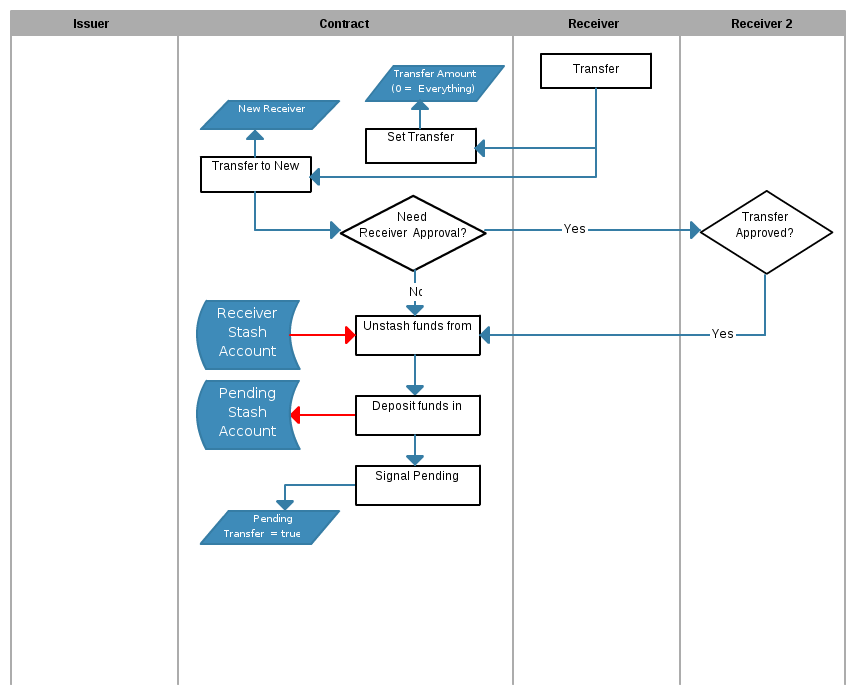 Issuer
Contract
Receiver
Receiver 2
Transfer Amount
(0 = Everything)
Transfer
New Receiver
Set Transfer
Transfer to New
Need
Receiver Approval?
Yes
Transfer
Approved?
No
Receiver
Stash
Account
Unstash funds from
Yes
Pending
Stash
Account
Deposit funds in
Signal Pending
Pending
Transfer = true